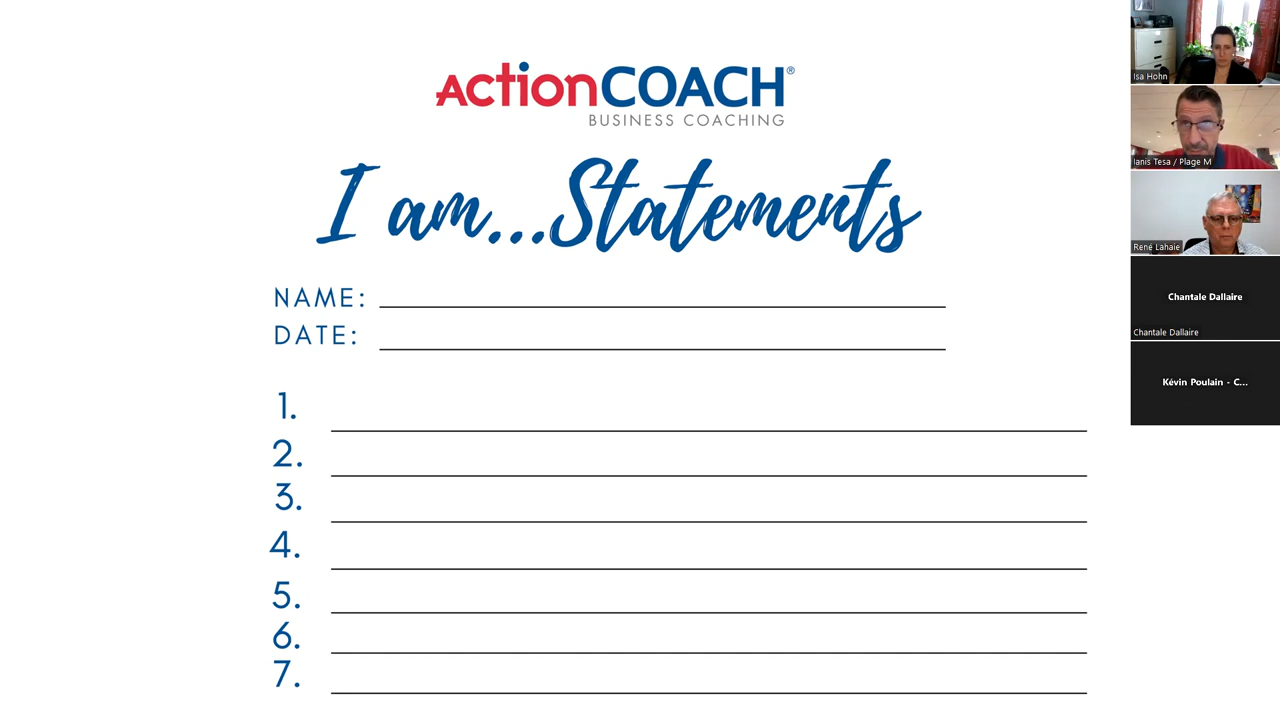 ActionCOACH®
BUSINESS COACHING
I am...Statements
NAME:
DATE:
1.
2.
3.
4.
5.
6.
7.
Isa Hohn
Ianis Tesa / Plage M
René Lahaie
Chantale Dallaire
Chantale Dallaire
Kévin Poulain - C...